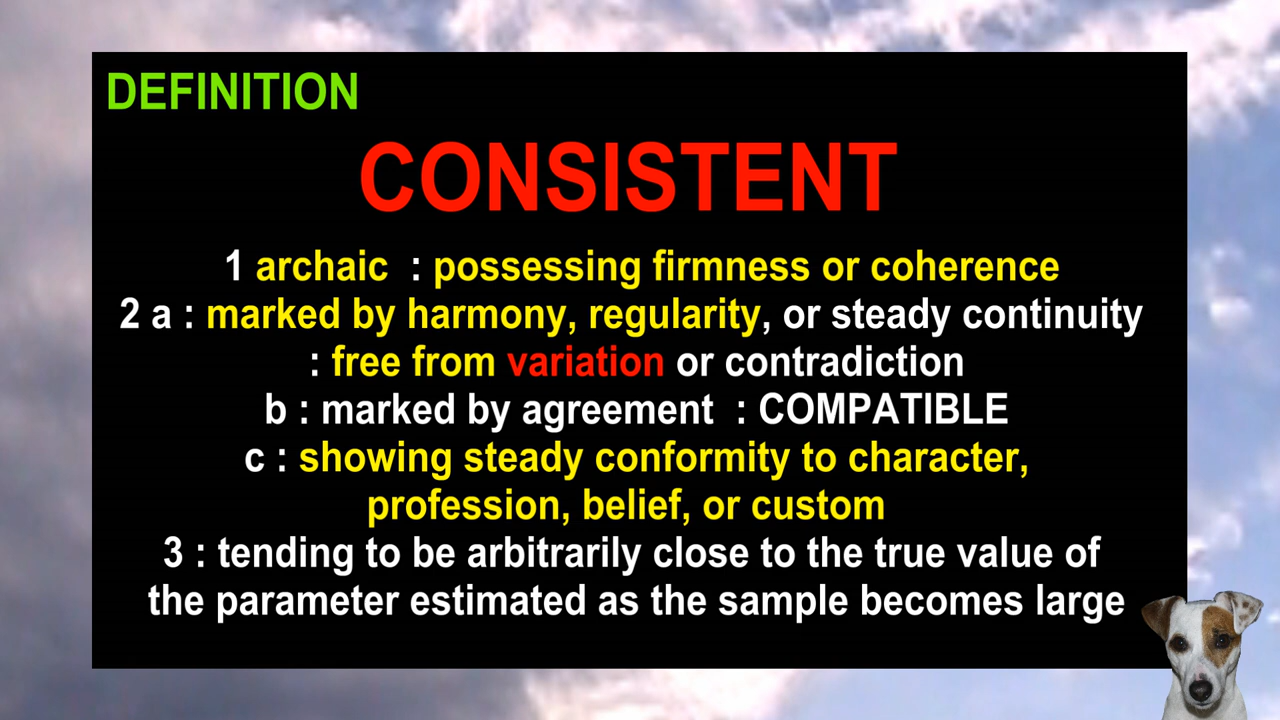 DEFINITION
CONSISTENT
1 archaic : possessing firmness or coherence
2 a : marked by harmony, regularity, or steady continuity
: free from variation or contradiction
b : marked by agreement : COMPATIBLE
c : showing steady conformity to character,
profession, belief, or custom
3 : tending to be arbitrarily close to the true value of
the parameter estimated as the sample becomes large